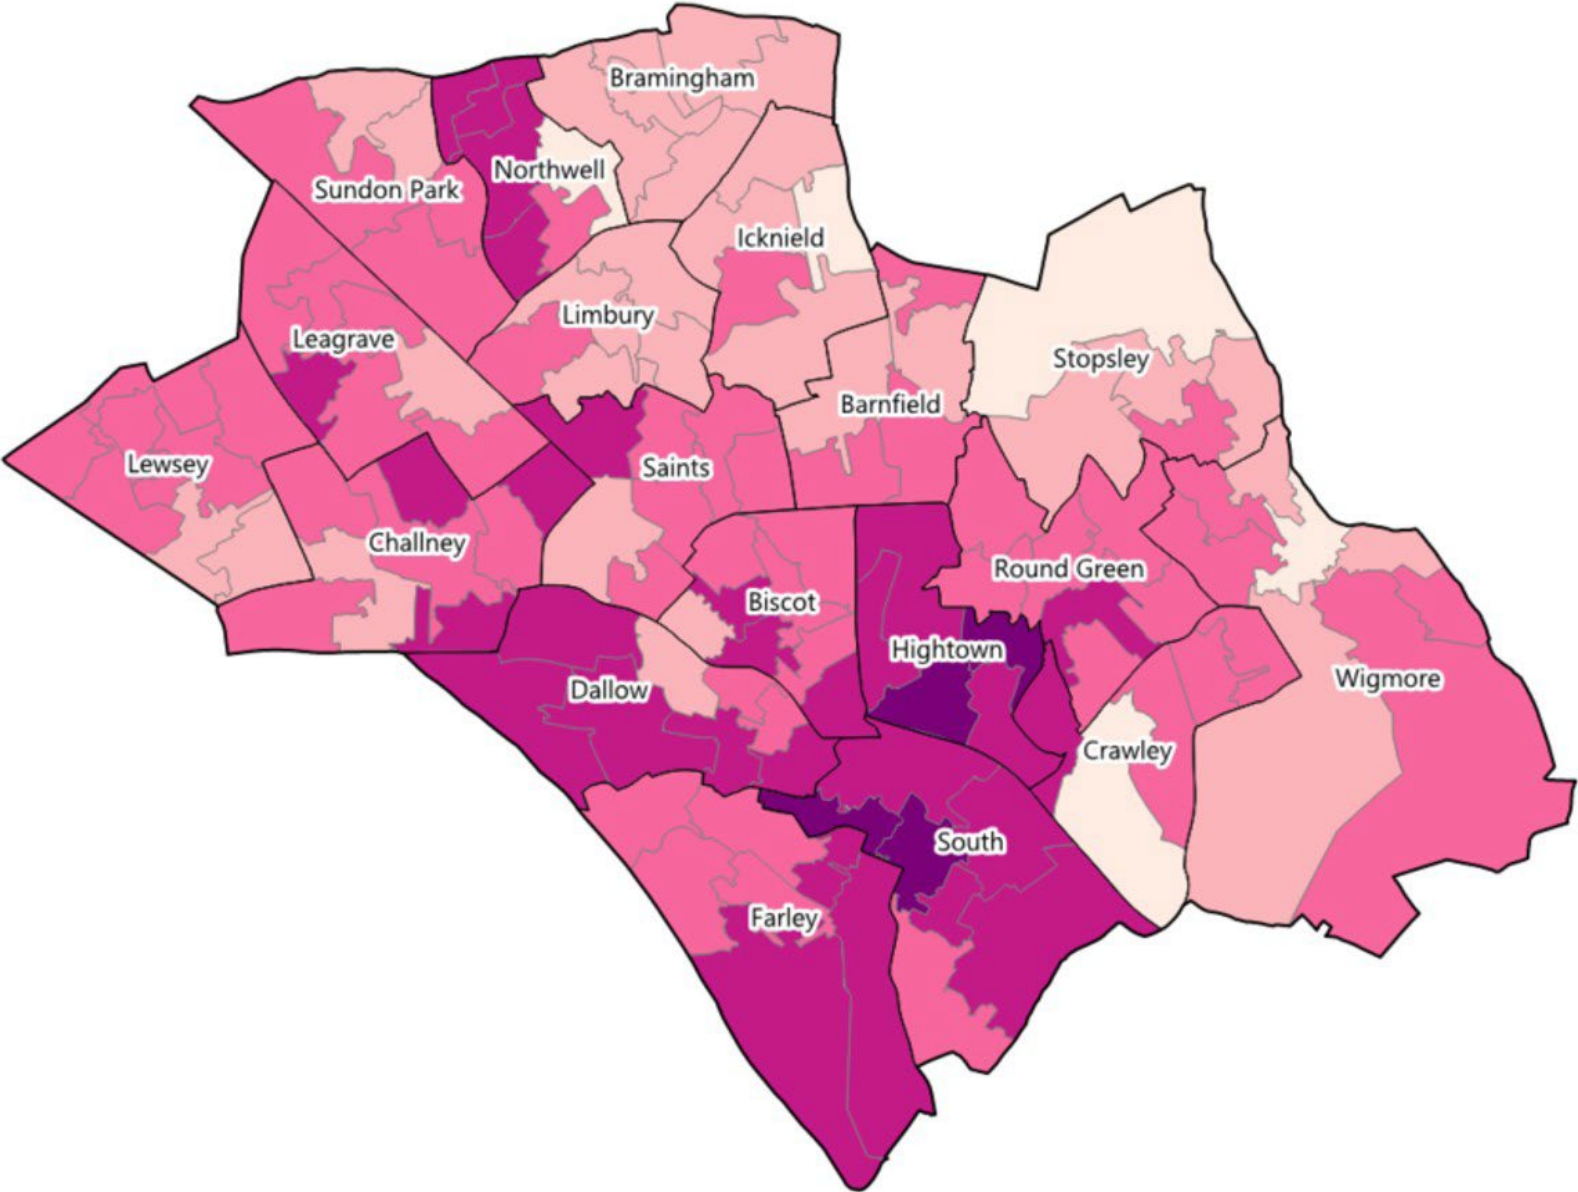 Bramingham
Northwell
Sundon Park
Icknield
Limbury
Leagrave
Stopsley
Barnfield
Lewsey
Saints
Challney
Round Green
Biscot
Hightown
Wigmore
Dallow
Crawley
South
Farley